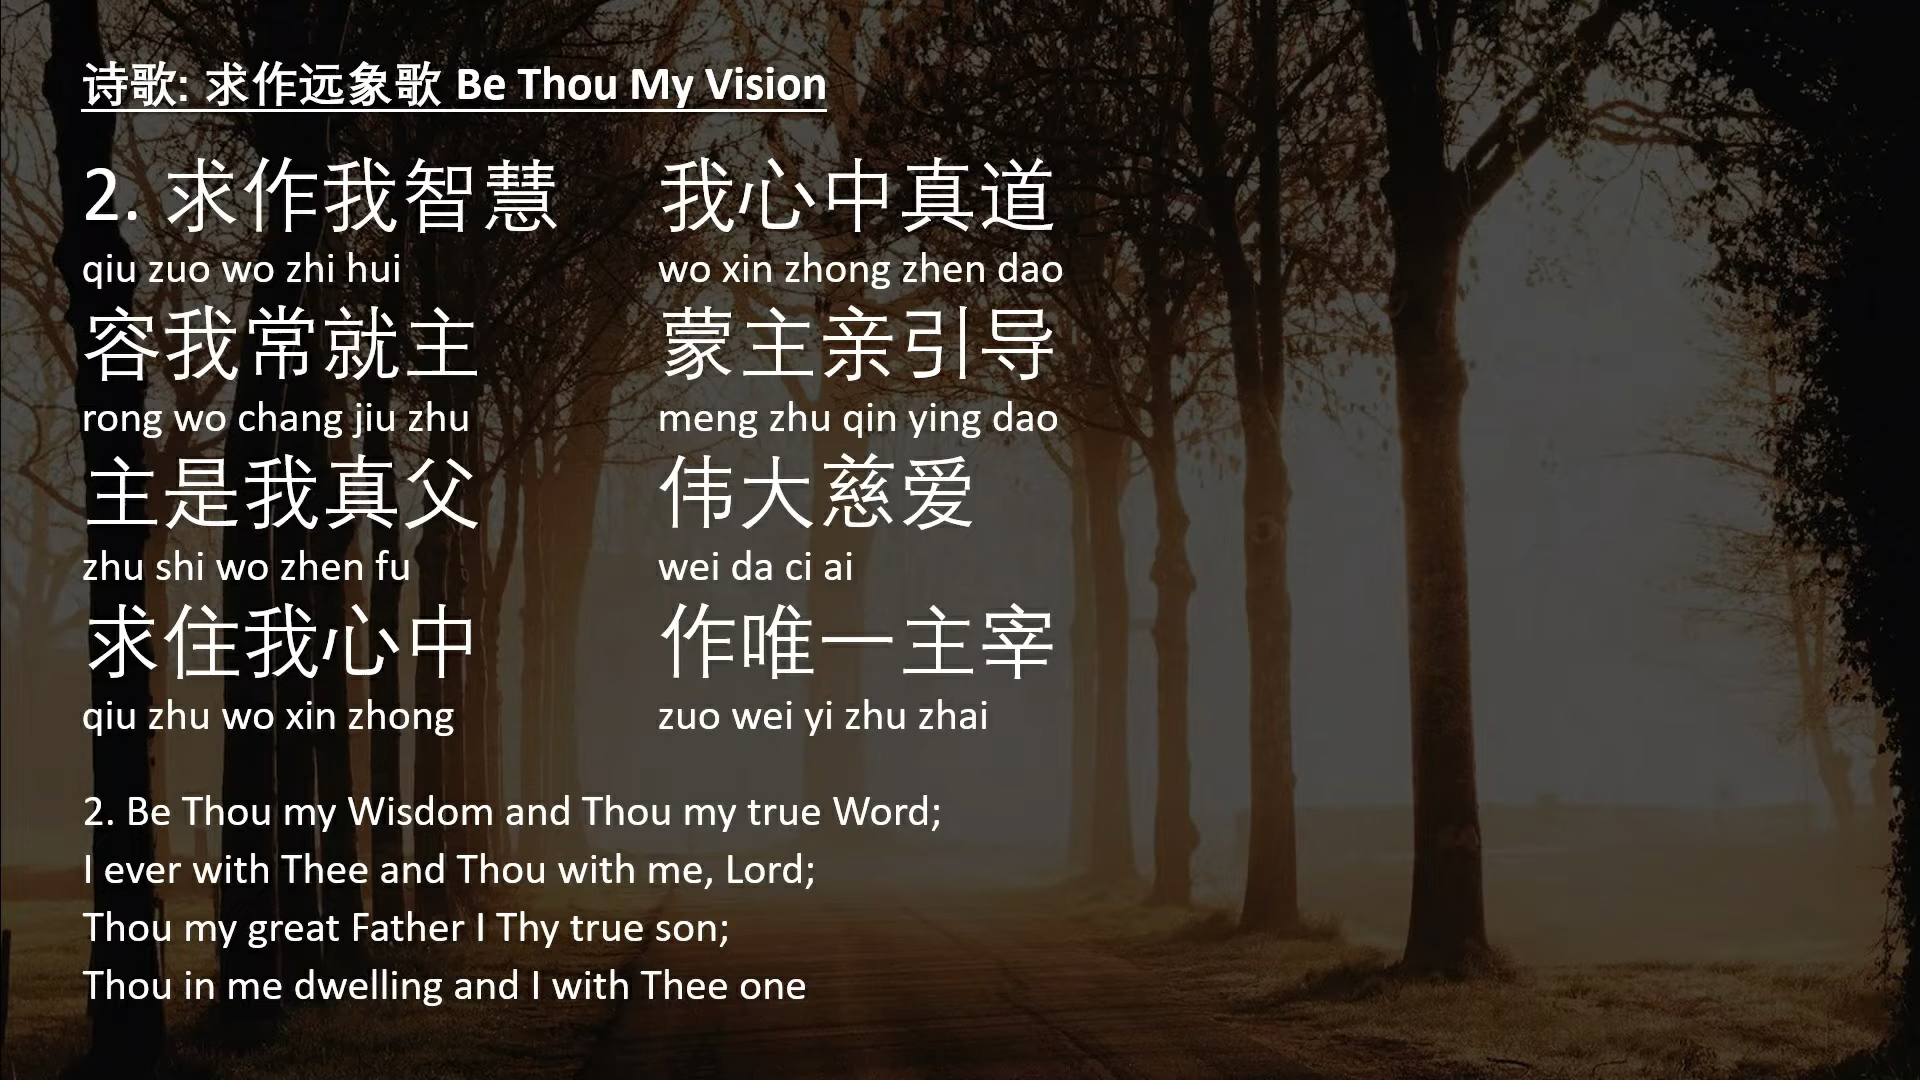 诗歌: 求作远象歌 Be Thou My Vision
2. 求作我智慧 我心中真道
qiu zuo wo zhi hui wo xin zhong zhen dao
容我常就主 蒙主亲引导
rong wo chang jiu zhu meng zhu qin ying dao
主是我真父 伟大慈爱
zhu shi wo zhen fu wei da ci ai
求住我心中 作唯一主宰
qiu zhu wo xin zhong zuo wei yi zhu zhai
2. Be Thou my Wisdom and Thou my true Word;
I ever with Thee and Thou with me, Lord;
Thou my great Father I Thy true son;
Thou in me dwelling and I with Thee one